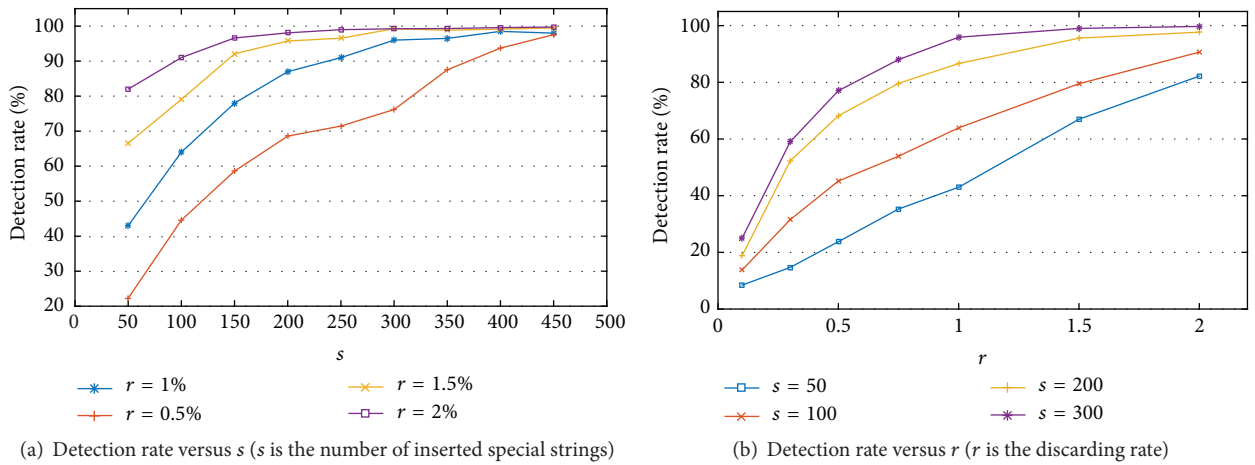 100
90
80
70
60
50
40
30
20
Detection rate (%)
0 50 100 150 200 250 300 350 400 450 500
s
r = 1%
r = 1.5%
r = 0.5%
r = 2%
(a) Detection rate versus s (s is the number of inserted special strings)
100
80
60
40
20
0
Detection rate (%)
0 0.5 1 1.5 2
r
s = 50
s = 200
s = 100
s = 300
(b) Detection rate versus r (r is the discarding rate)